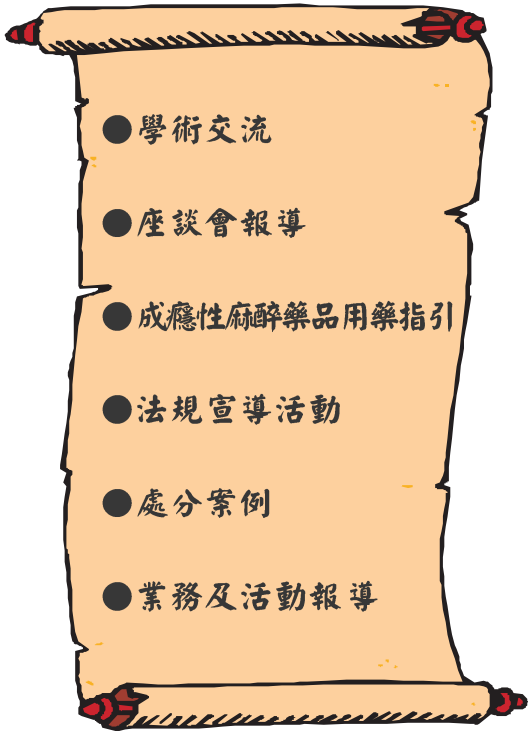 ●學術交流
●座談會報導
●成癮性麻醉藥品用藥指引
●法規宣導活動
●處分案例
●業務及活動報導